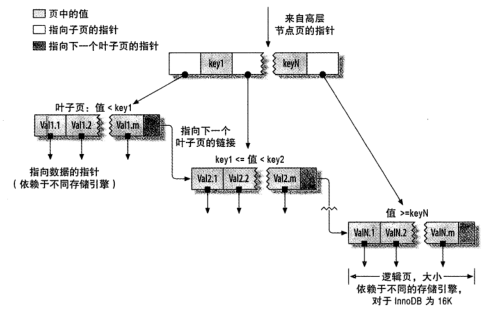 页中的值
指向子页的指针
指向下一个叶子页的指针
来自高层
节点页的指针
key1
keyN
叶子页：值 < key1
Val1.1
Val1.2
Val1.m
指向下一个
叶子页的链接
指向数据的指针
（依赖于不同存储引擎）
key1 <= 值 < key2
Val2.1
Val2.2
Val2.m
值 >=keyN
ValN.1
ValN.2
ValN.m
逻辑页，大小
依赖于不同的存储引擎，
对于 InnoDB 为 16K